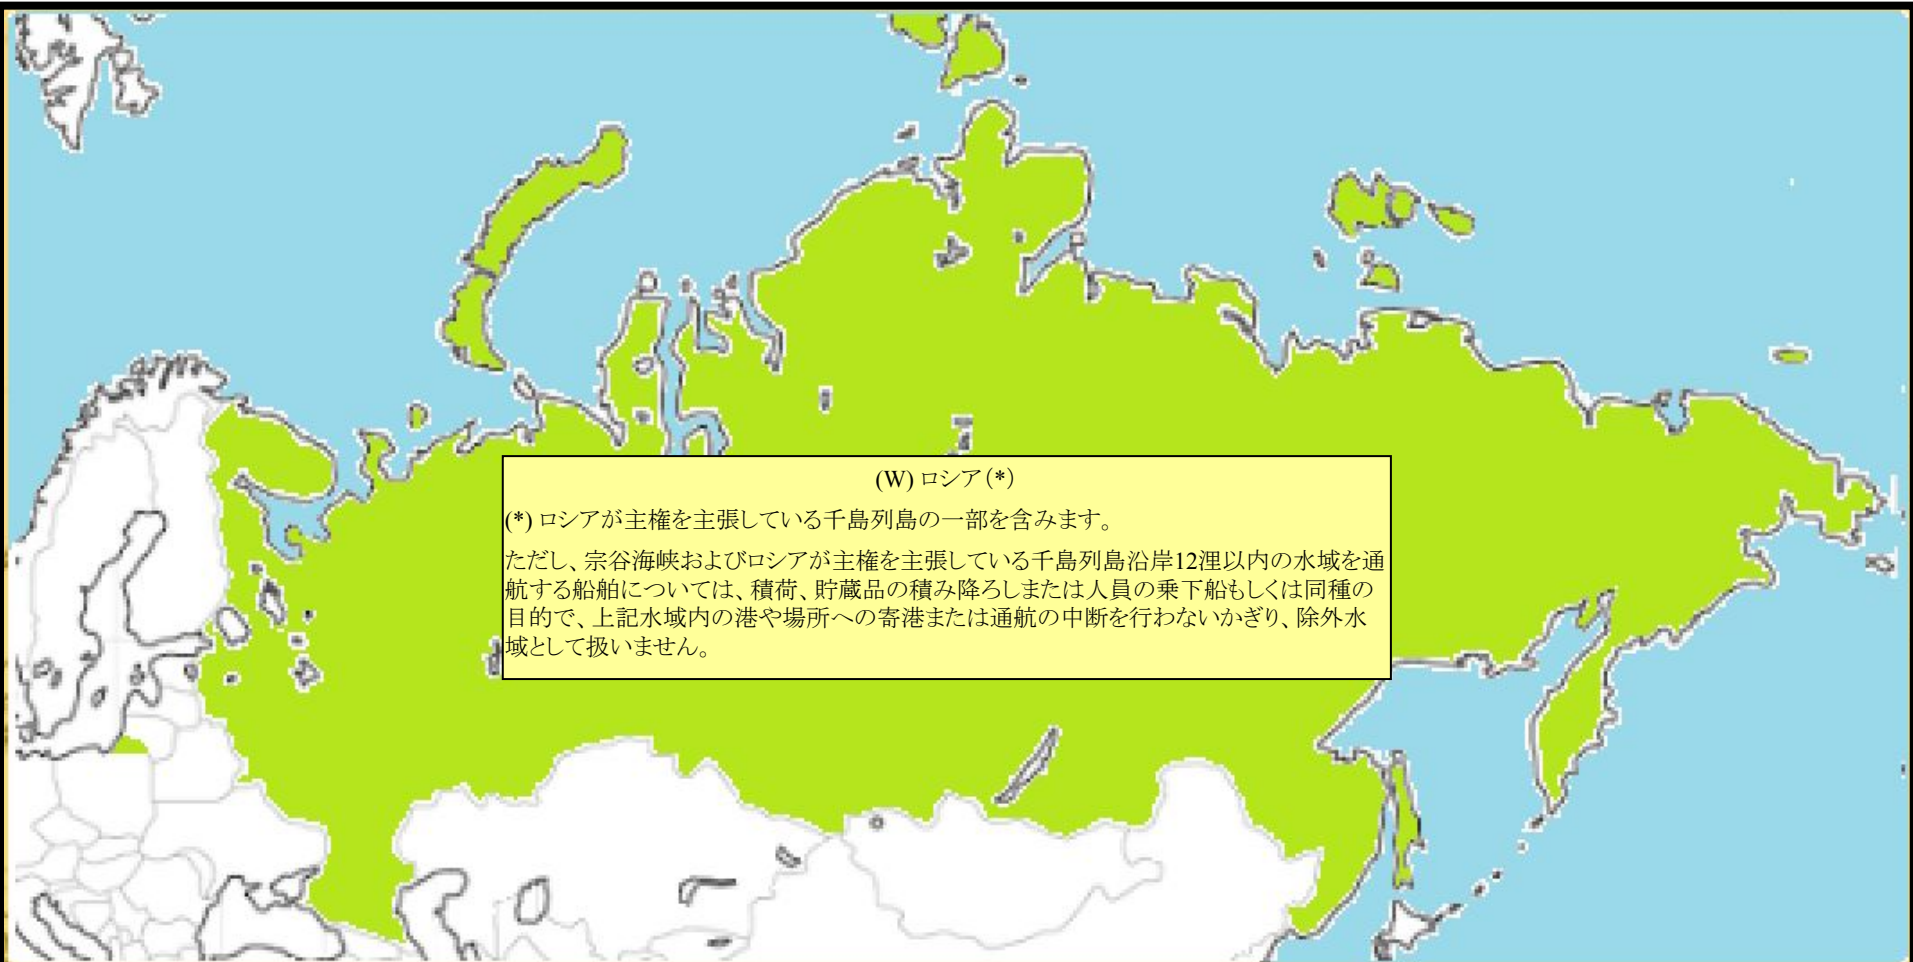 (W) ロシア(*)
(*) ロシアが主権を主張している千島列島の一部を含みます。
ただし、宗谷海峡およびロシアが主権を主張している千島列島沿岸12浬以内の水域を通
航する船舶については、積荷、貯蔵品の積み降ろしまたは人員の乗下船もしくは同種の
目的で、上記水域内の港や場所への寄港または通航の中断を行わないかぎり、除外水
域として扱いません。